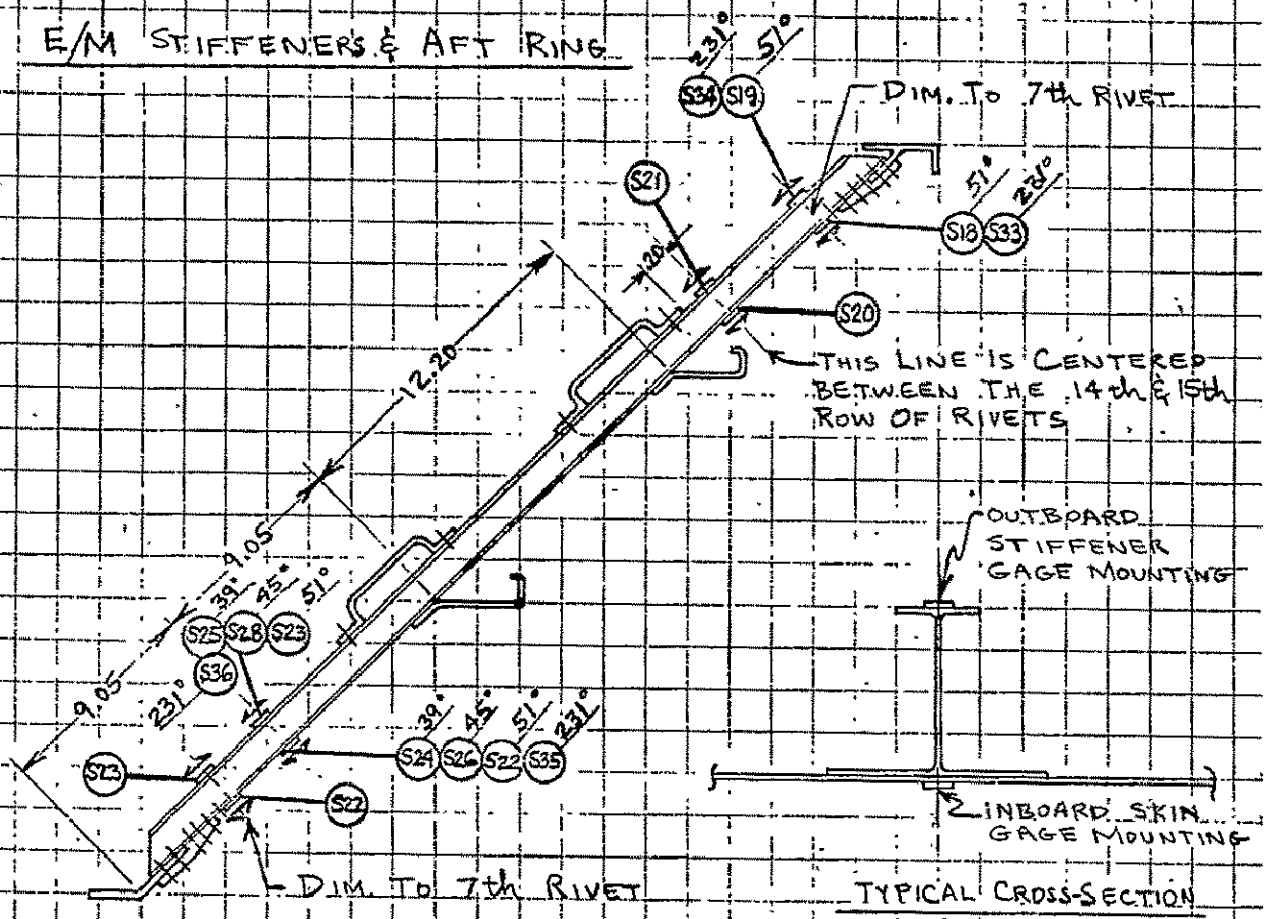 E/M STIFFENERS & AFT RING
231° 51°
S34 S19
DIM. TO 7th RIVET
S21
51° 231°
S18 S33
.20
S20
12.20
THIS LINE IS CENTERED
BETWEEN THE 14th & 15th
ROW OF RIVETS
OUTBOARD
STIFFENER
GAGE MOUNTING
9.05
39° 45° 51°
S25 S28 S23
S36
231°
9.05
39° 45° 51° 231°
S24 S26 S22 S35
S23
S22
INBOARD SKIN
GAGE MOUNTING
DIM. TO 7th RIVET
TYPICAL CROSS-SECTION